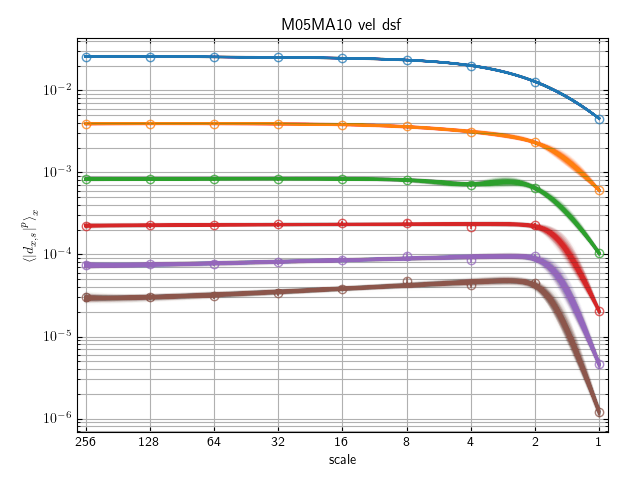 M05MA10 vel dsf
⟨|d_{x,s}|^p⟩_x
10^{-2}
10^{-3}
10^{-4}
10^{-5}
10^{-6}
256 128 64 32 16 8 4 2 1
scale